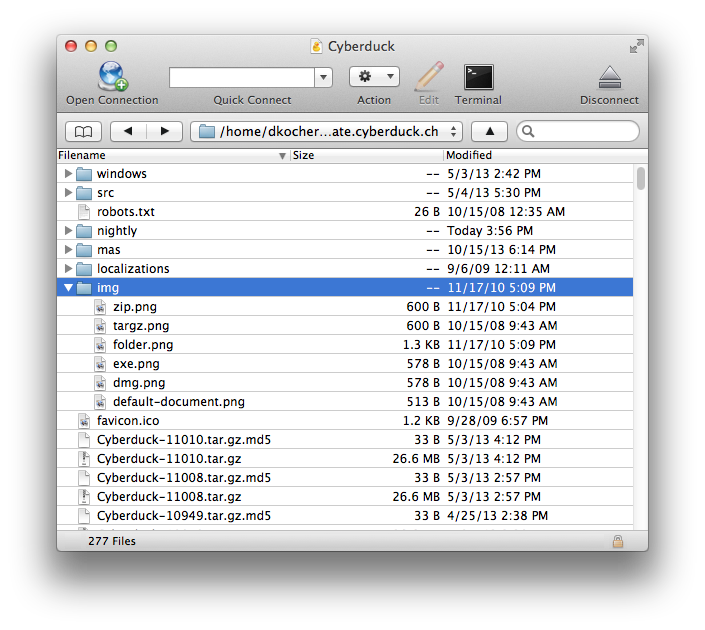 Cyberduck
Open Connection
Quick Connect
Action
Edit
Terminal
Disconnect
/home/dkocher...ate.cyberduck.ch
Filename Size Modified
windows -- 5/3/13 2:42 PM
src -- 5/4/13 5:30 PM
robots.txt 26 B 10/15/08 12:35 AM
nightly -- Today 3:56 PM
mas -- 10/15/13 6:14 PM
localizations -- 9/6/09 12:11 AM
img -- 11/17/10 5:09 PM
zip.png 600 B 11/17/10 5:04 PM
targz.png 600 B 10/15/08 9:43 AM
folder.png 1.3 KB 11/17/10 5:09 PM
exe.png 578 B 10/15/08 9:43 AM
dmg.png 578 B 10/15/08 9:43 AM
default-document.png 513 B 10/15/08 9:43 AM
favicon.ico 1.2 KB 9/28/09 6:57 PM
Cyberduck-11010.tar.gz.md5 33 B 5/3/13 4:12 PM
Cyberduck-11010.tar.gz 26.6 MB 5/3/13 4:12 PM
Cyberduck-11008.tar.gz.md5 33 B 5/3/13 2:57 PM
Cyberduck-11008.tar.gz 26.6 MB 5/3/13 2:57 PM
Cyberduck-10949.tar.gz.md5 33 B 4/25/13 2:38 PM
277 Files